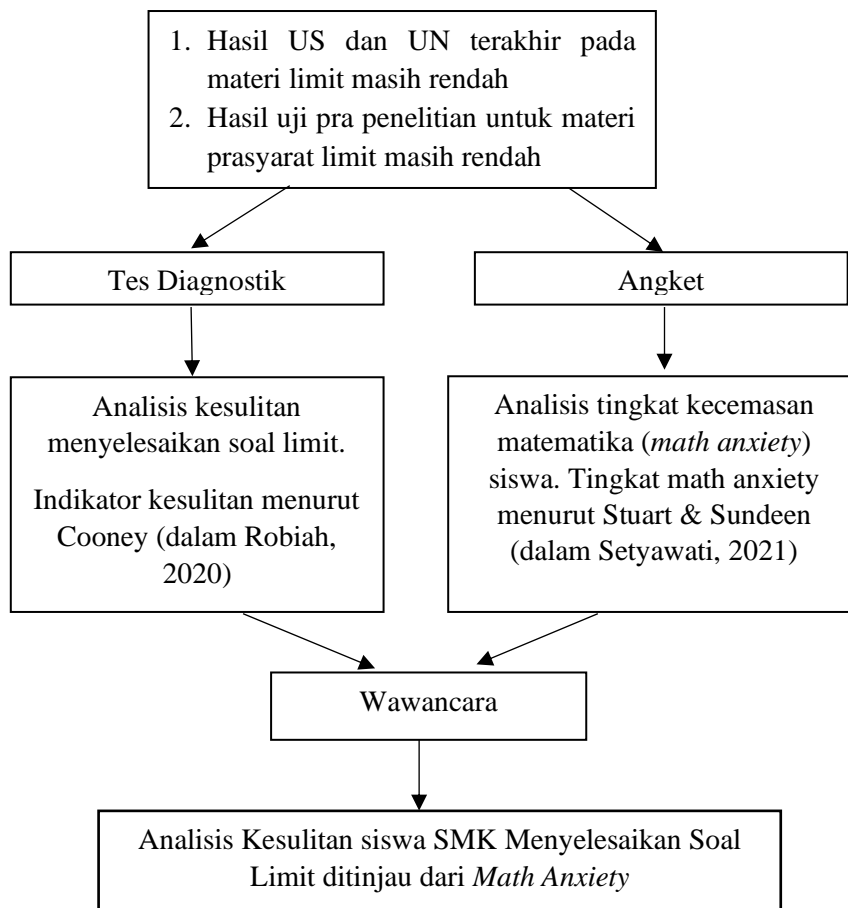 1. Hasil US dan UN terakhir pada
materi limit masih rendah
2. Hasil uji pra penelitian untuk materi
prasyarat limit masih rendah
Tes Diagnostik
Angket
Analisis kesulitan
menyelesaikan soal limit.
Indikator kesulitan menurut
Cooney (dalam Robiah,
2020)
Analisis tingkat kecemasan
matematika (math anxiety)
siswa. Tingkat math anxiety
menurut Stuart & Sundeen
(dalam Setyawati, 2021)
Wawancara
Analisis Kesulitan siswa SMK Menyelesaikan Soal
Limit ditinjau dari Math Anxiety